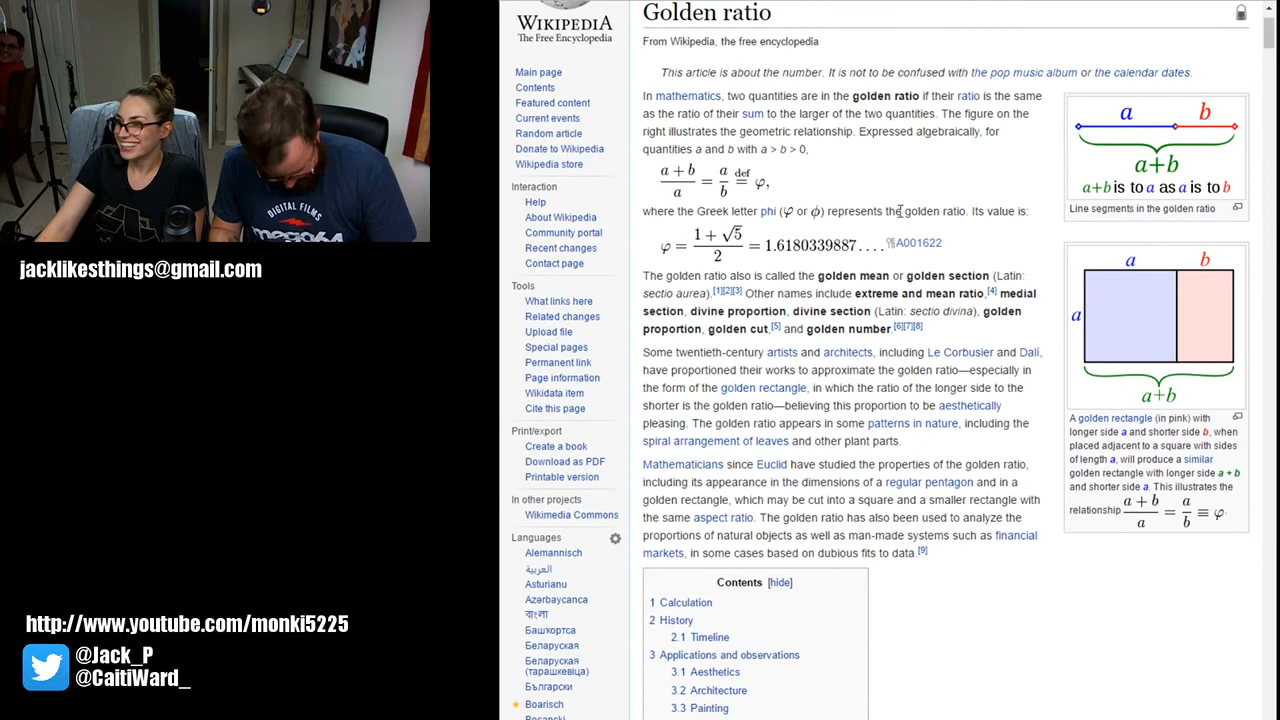 DIGITAL FILMS
mega64
jacklikesthings@gmail.com
http://www.youtube.com/monki5225
@Jack_P
@CaitiWard_
WIKIPEDIA
The Free Encyclopedia
Main page
Contents
Featured content
Current events
Random article
Donate to Wikipedia
Wikipedia store
Interaction
Help
About Wikipedia
Community portal
Recent changes
Contact page
Tools
What links here
Related changes
Upload file
Special pages
Permanent link
Page information
Wikidata item
Cite this page
Print/export
Create a book
Download as PDF
Printable version
In other projects
Wikimedia Commons
Languages
Alemannisch
العربية
Asturianu
Azərbaycanca
বাংলা
Башҡортса
Беларуская
Беларуская
(тарашкевіца)
Български
Boarisch
Bosanski
Golden ratio
From Wikipedia, the free encyclopedia
This article is about the number. It is not to be confused with the pop music album or the calendar dates.
In mathematics, two quantities are in the golden ratio if their ratio is the same
as the ratio of their sum to the larger of the two quantities. The figure on the
right illustrates the geometric relationship. Expressed algebraically, for
quantities a and b with a > b > 0,
a + b / a = a / b def= φ,
where the Greek letter phi (φ or ϕ) represents the golden ratio. Its value is:
φ = 1 + √5 / 2 = 1.6180339887.... A001622
The golden ratio also is called the golden mean or golden section (Latin:
sectio aurea).[1][2][3] Other names include extreme and mean ratio,[4] medial
section, divine proportion, divine section (Latin: sectio divina), golden
proportion, golden cut,[5] and golden number.[6][7][8]
Some twentieth-century artists and architects, including Le Corbusier and Dalí,
have proportioned their works to approximate the golden ratio—especially in
the form of the golden rectangle, in which the ratio of the longer side to the
shorter is the golden ratio—believing this proportion to be aesthetically
pleasing. The golden ratio appears in some patterns in nature, including the
spiral arrangement of leaves and other plant parts.
Mathematicians since Euclid have studied the properties of the golden ratio,
including its appearance in the dimensions of a regular pentagon and in a
golden rectangle, which may be cut into a square and a smaller rectangle with
the same aspect ratio. The golden ratio has also been used to analyze the
proportions of natural objects as well as man-made systems such as financial
markets, in some cases based on dubious fits to data.[9]
Contents [hide]
1 Calculation
2 History
2.1 Timeline
3 Applications and observations
3.1 Aesthetics
3.2 Architecture
3.3 Painting
a b
a+b
a+b is to a as a is to b
Line segments in the golden ratio
a b
a
a+b
A golden rectangle (in pink) with
longer side a and shorter side b, when
placed adjacent to a square with sides
of length a, will produce a similar
golden rectangle with longer side a + b
and shorter side a. This illustrates the
relationship a + b / a = a / b ≡ φ.